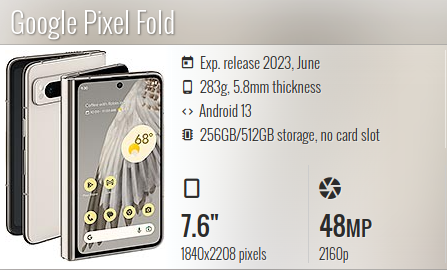 Google Pixel Fold
Exp. release 2023, June
283g, 5.8mm thickness
Android 13
256GB/512GB storage, no card slot
68°
7.6"
48MP
1840x2208 pixels
2160p